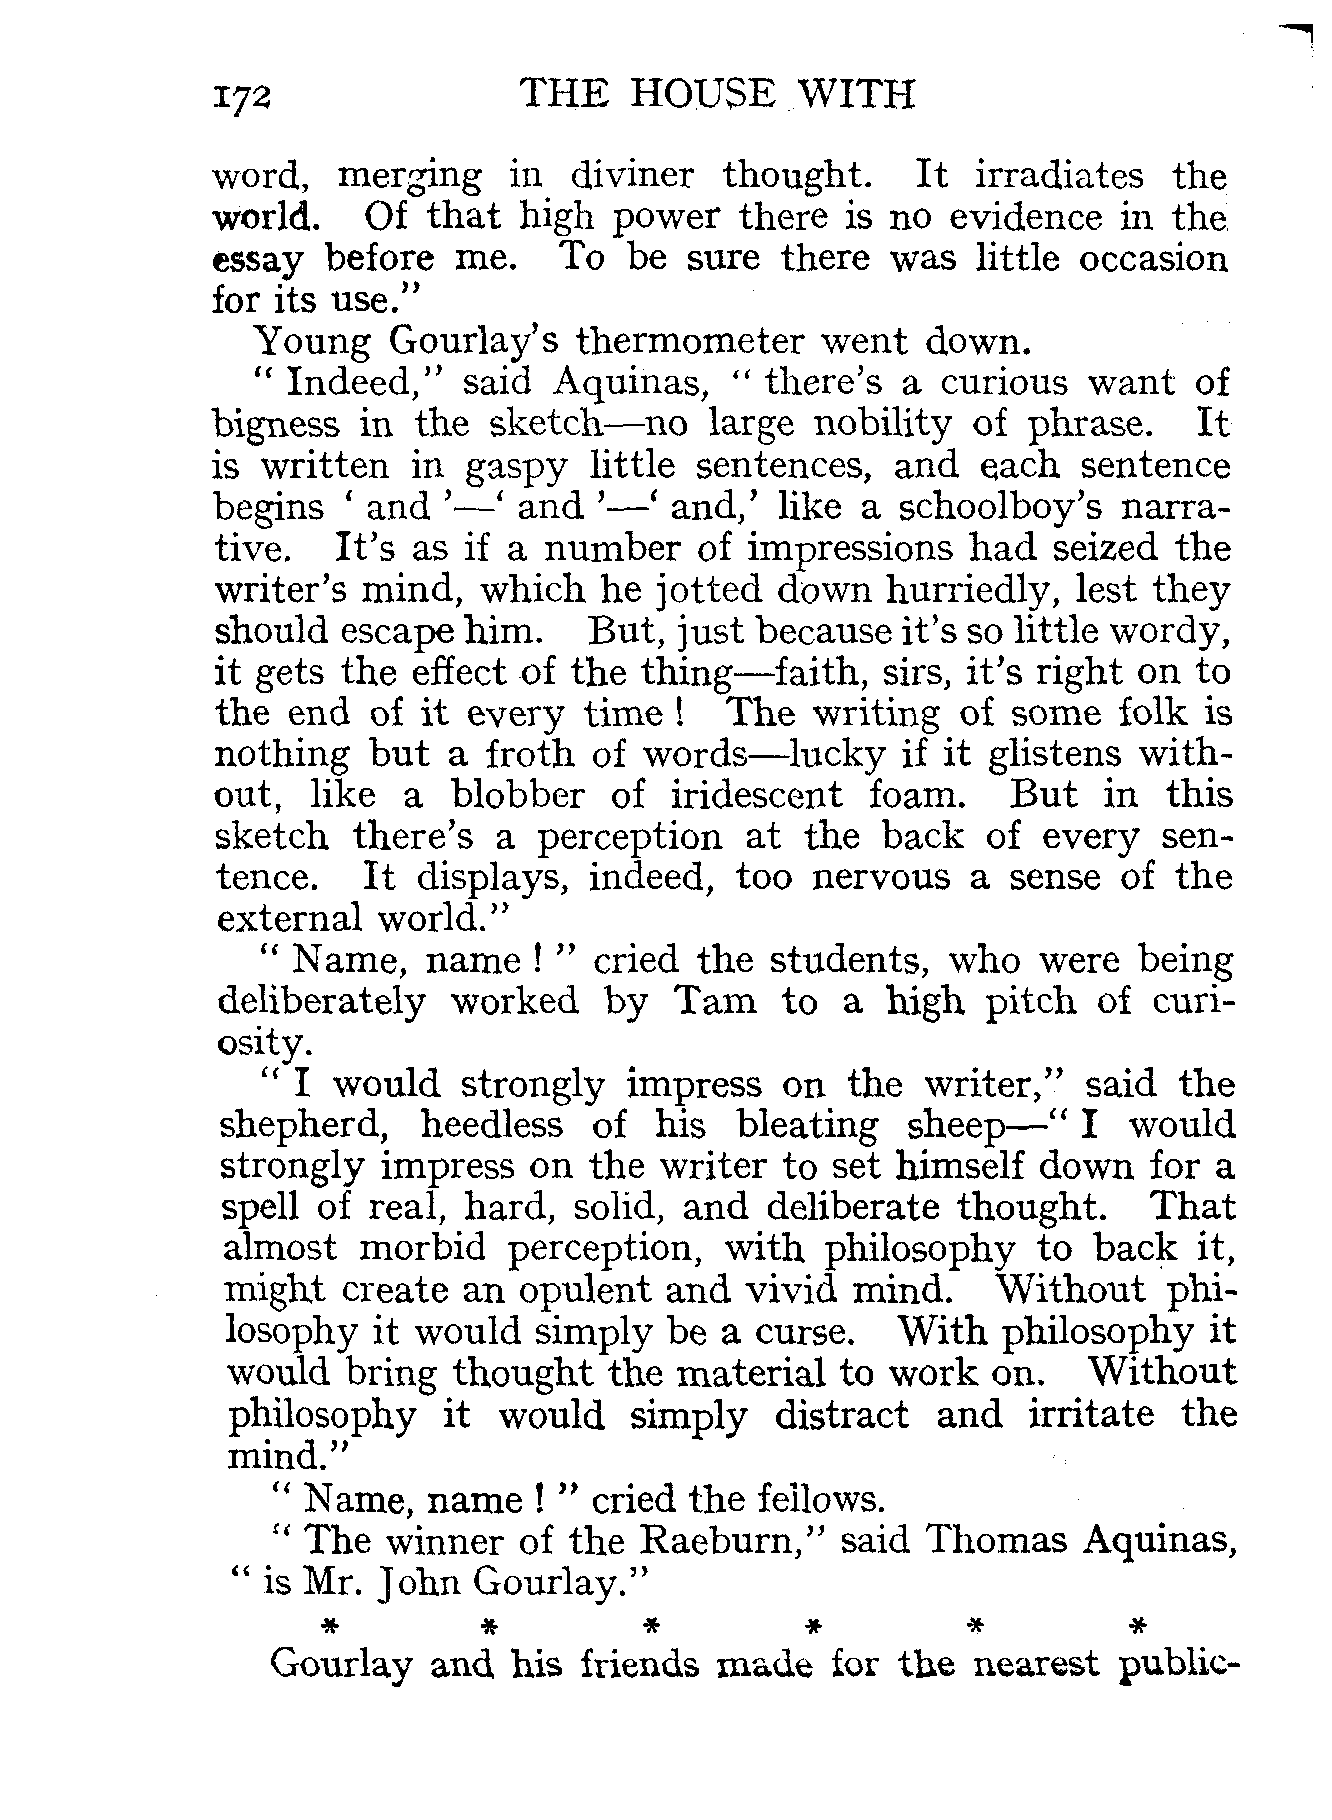 172 THE HOUSE WITH
word, merging in diviner thought. It irradiates the
world. Of that high power there is no evidence in the
essay before me. To be sure there was little occasion
for its use."
Young Gourlay's thermometer went down.
" Indeed," said Aquinas, " there's a curious want of
bigness in the sketch—no large nobility of phrase. It
is written in gaspy little sentences, and each sentence
begins ' and '—' and '—' and,' like a schoolboy's narra-
tive. It's as if a number of impressions had seized the
writer's mind, which he jotted down hurriedly, lest they
should escape him. But, just because it's so little wordy,
it gets the effect of the thing—faith, sirs, it's right on to
the end of it every time ! The writing of some folk is
nothing but a froth of words—lucky if it glistens with-
out, like a blobber of iridescent foam. But in this
sketch there's a perception at the back of every sen-
tence. It displays, indeed, too nervous a sense of the
external world."
" Name, name ! " cried the students, who were being
deliberately worked by Tam to a high pitch of curi-
osity.
" I would strongly impress on the writer," said the
shepherd, heedless of his bleating sheep—" I would
strongly impress on the writer to set himself down for a
spell of real, hard, solid, and deliberate thought. That
almost morbid perception, with philosophy to back it,
might create an opulent and vivid mind. Without phi-
losophy it would simply be a curse. With philosophy it
would bring thought the material to work on. Without
philosophy it would simply distract and irritate the
mind."
" Name, name ! " cried the fellows.
" The winner of the Raeburn," said Thomas Aquinas,
" is Mr. John Gourlay."
* * * * * *
Gourlay and his friends made for the nearest public-